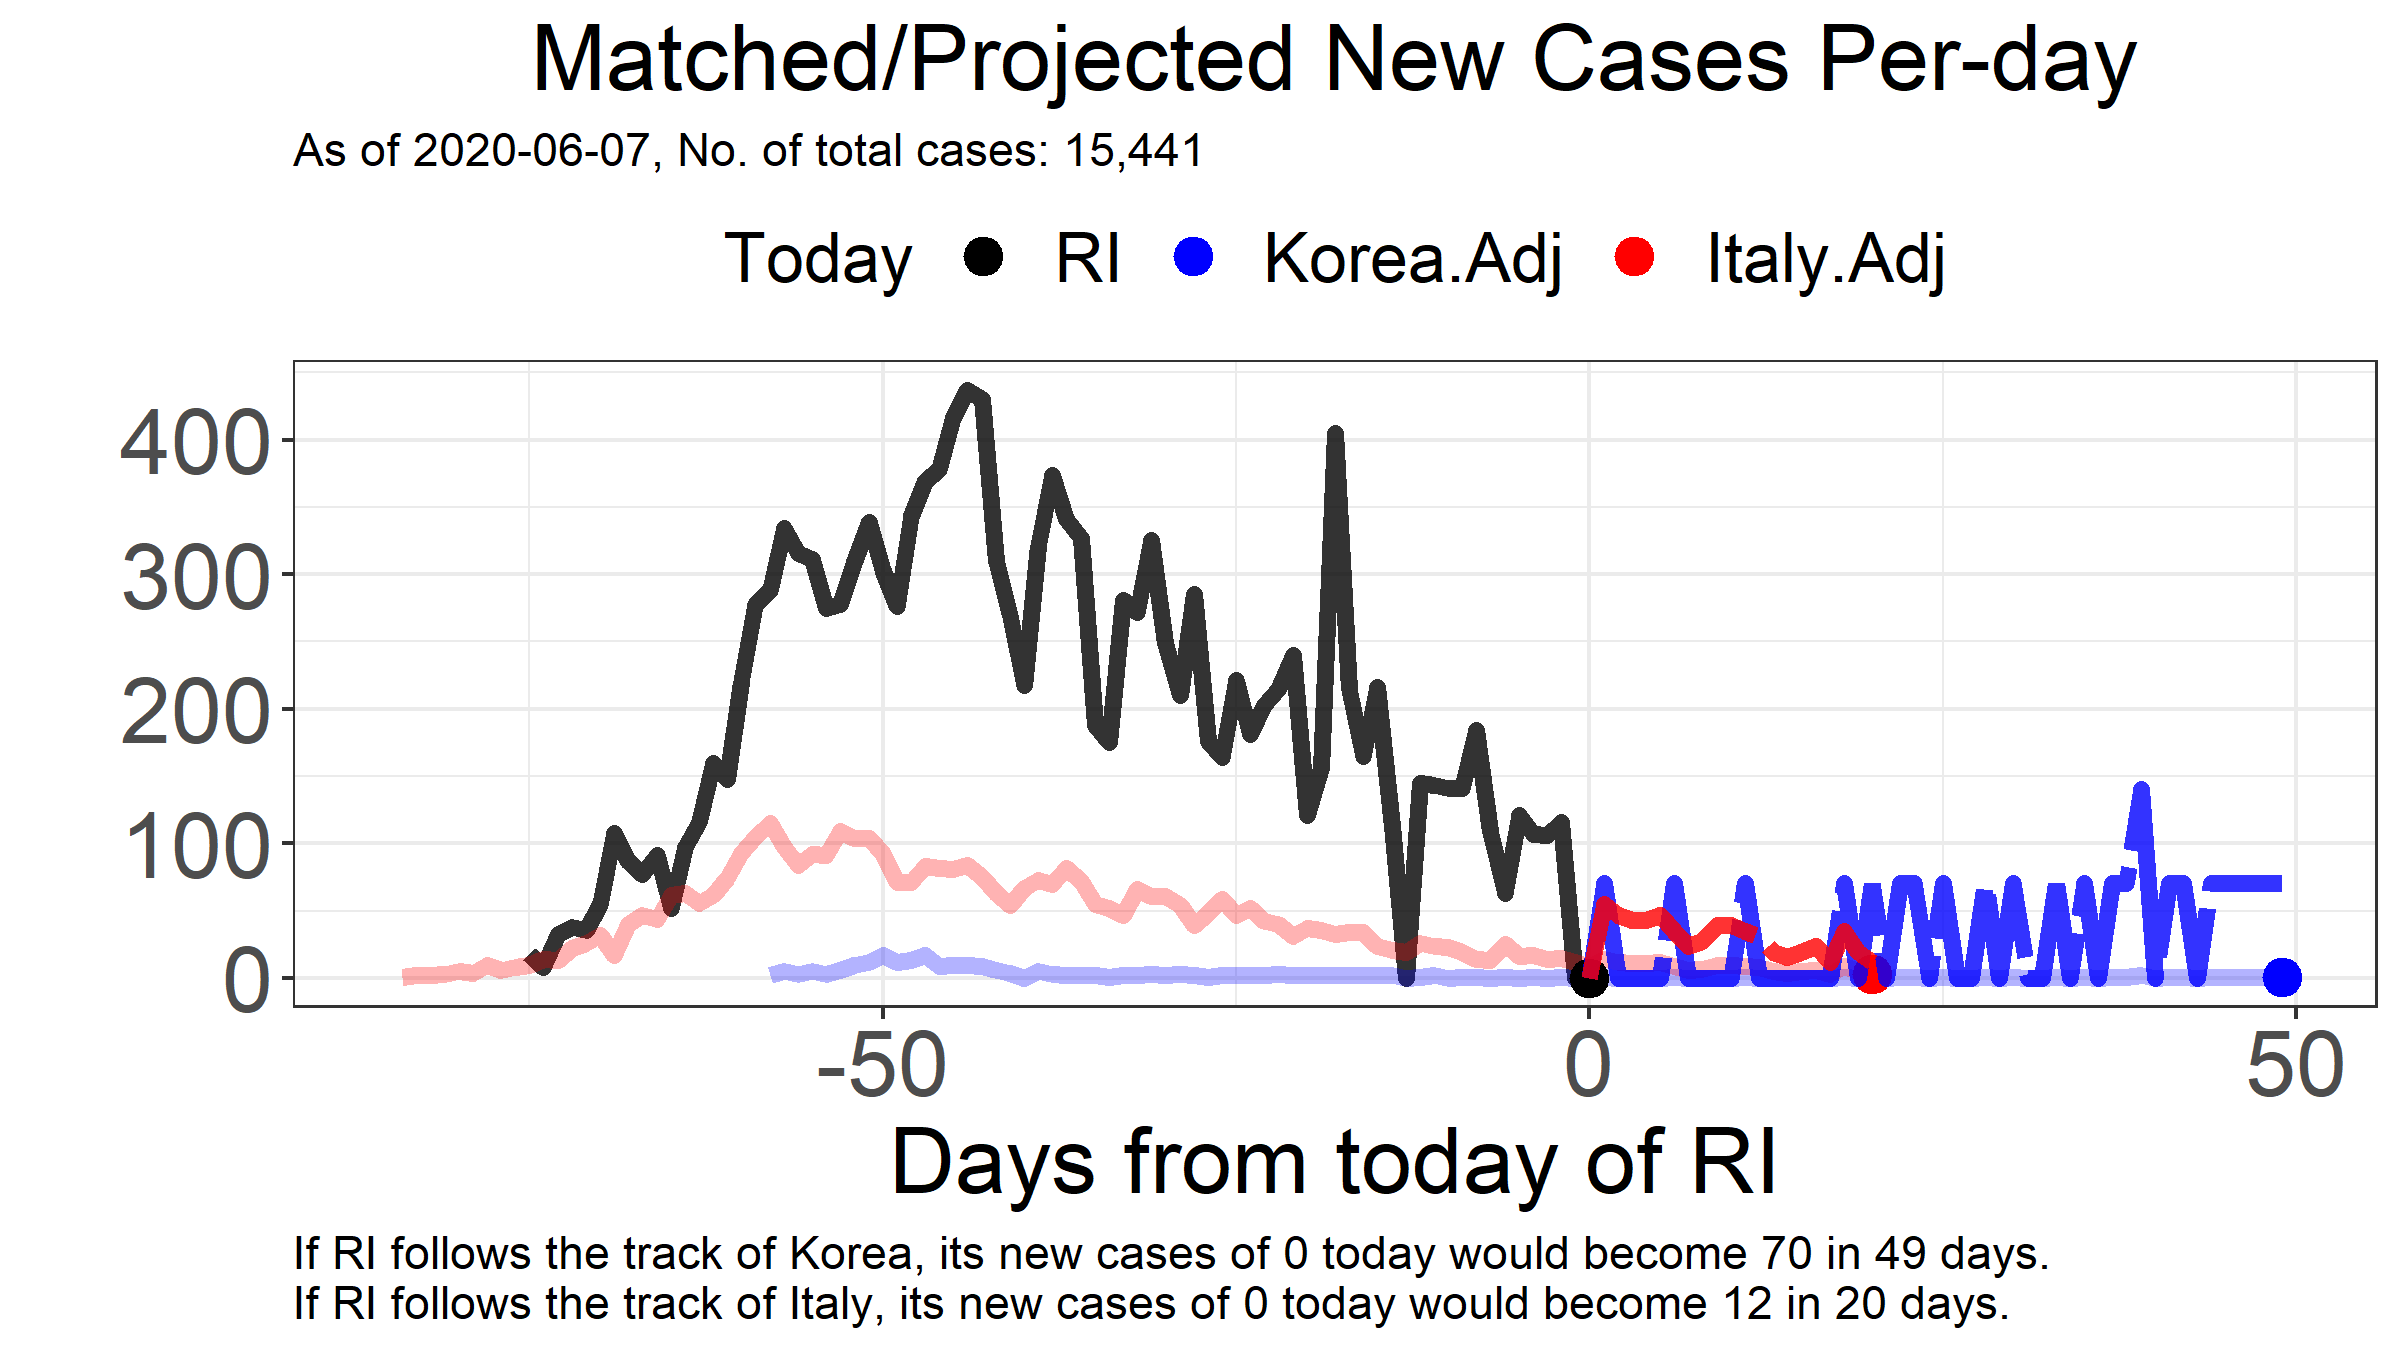 Matched/Projected New Cases Per-day
As of 2020-06-07, No. of total cases: 15,441
Today RI Korea.Adj Italy.Adj
400
300
200
100
0
-50 0 50
Days from today of RI
If RI follows the track of Korea, its new cases of 0 today would become 70 in 49 days.
If RI follows the track of Italy, its new cases of 0 today would become 12 in 20 days.